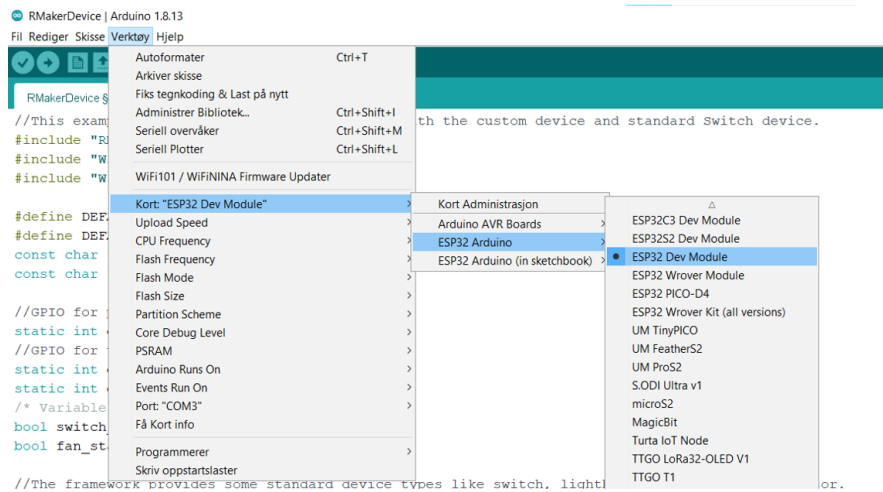 RMakerDevice | Arduino 1.8.13
Fil Rediger Skisse Verktøy Hjelp
RMakerDevice §
Autoformater Ctrl+T
Arkiver skisse
Fiks tegnkoding & Last på nytt
Administrer Bibliotek... Ctrl+Shift+I
Seriell overvåker Ctrl+Shift+M
Seriell Plotter Ctrl+Shift+L
WiFi101 / WiFiNINA Firmware Updater
Kort: "ESP32 Dev Module"
Upload Speed
CPU Frequency
Flash Frequency
Flash Mode
Flash Size
Partition Scheme
Core Debug Level
PSRAM
Arduino Runs On
Events Run On
Port: "COM3"
Få Kort info
Programmerer
Skriv oppstartslaster
Kort Administrasjon
Arduino AVR Boards
ESP32 Arduino
ESP32 Arduino (in sketchbook)
ESP32C3 Dev Module
ESP32S2 Dev Module
ESP32 Dev Module
ESP32 Wrover Module
ESP32 PICO-D4
ESP32 Wrover Kit (all versions)
UM TinyPICO
UM FeatherS2
UM ProS2
S.ODI Ultra v1
microS2
MagicBit
Turta IoT Node
TTGO LoRa32-OLED V1
TTGO T1
//This exam th the custom device and standard Switch device.
#include "R
#include "W
#include "W
#define DEF
#define DEF
const char
const char
//GPIO for
static int
//GPIO for
static int
static int
/* Variable
bool switch_
bool fan_sta
//The framework provides some standard device types like switch, light or.